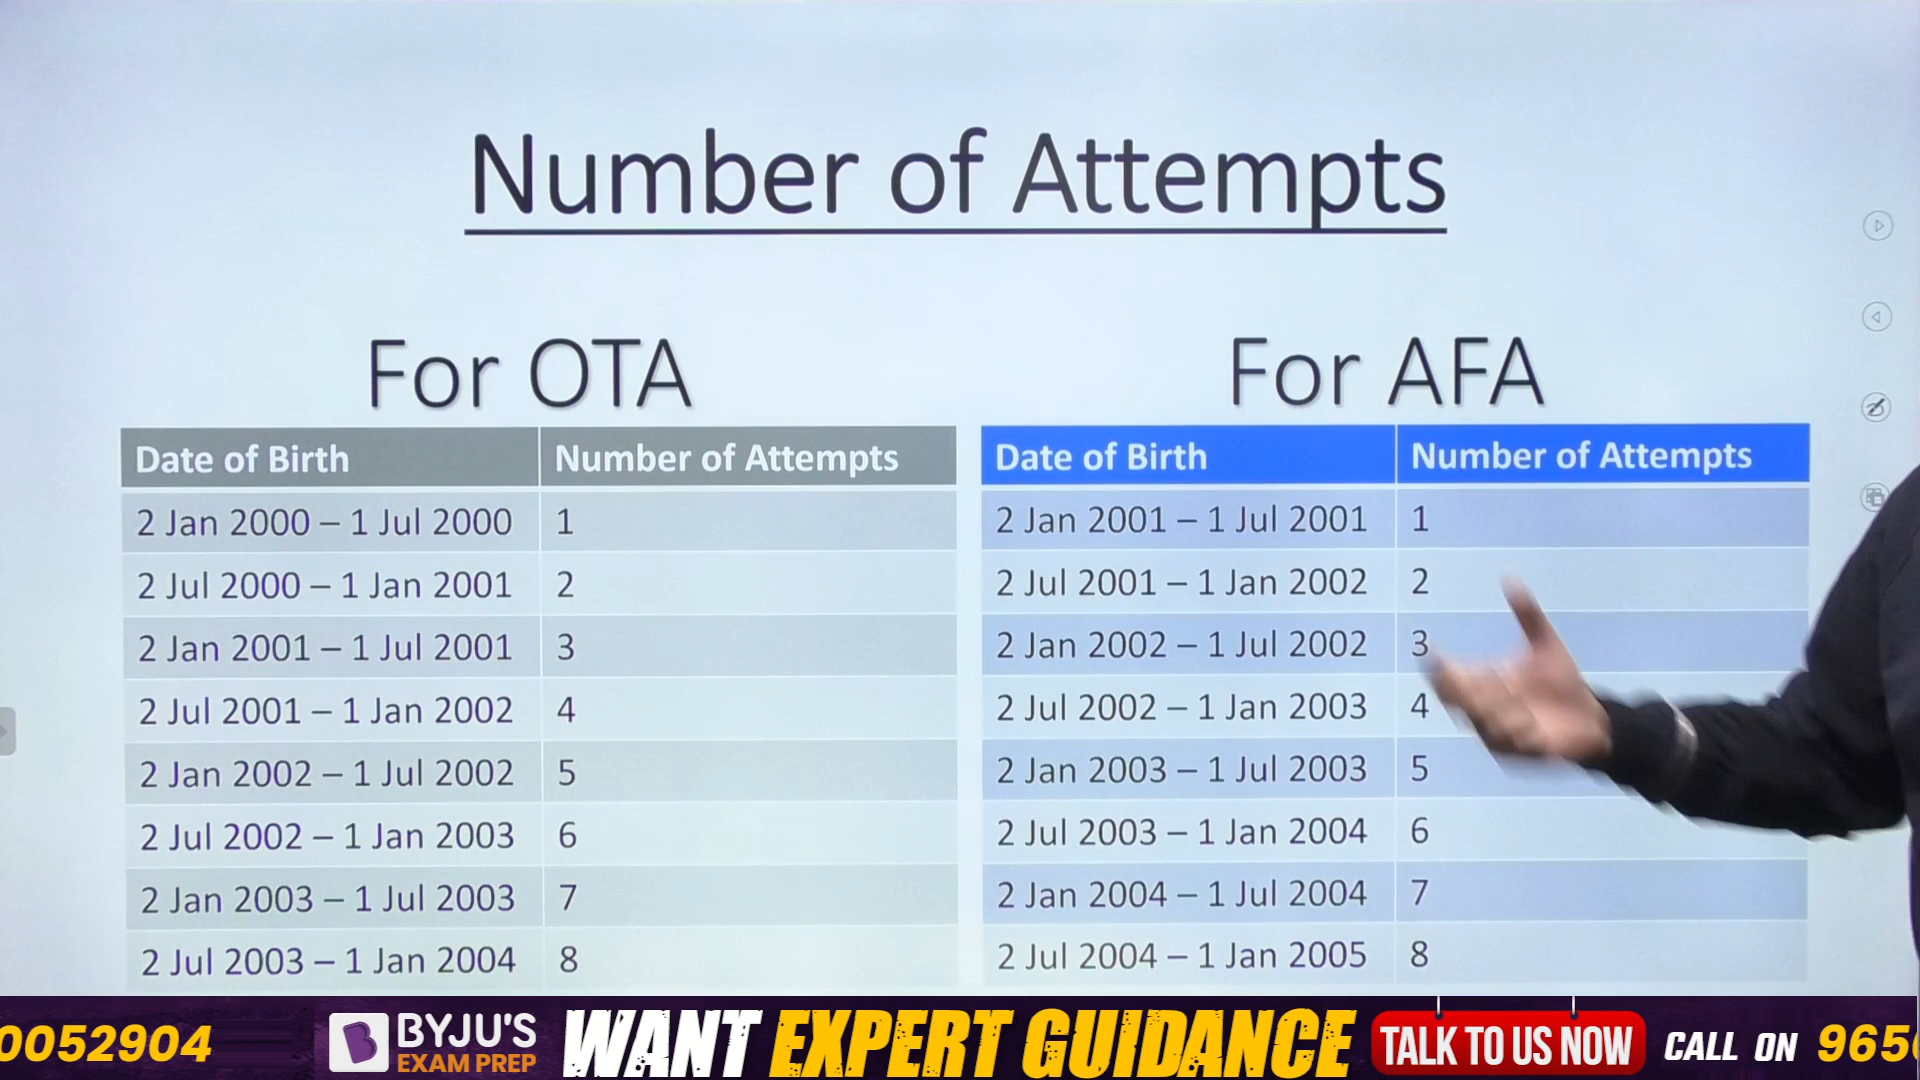 Number of Attempts
For OTA
Date of Birth Number of Attempts
2 Jan 2000 – 1 Jul 2000 1
2 Jul 2000 – 1 Jan 2001 2
2 Jan 2001 – 1 Jul 2001 3
2 Jul 2001 – 1 Jan 2002 4
2 Jan 2002 – 1 Jul 2002 5
2 Jul 2002 – 1 Jan 2003 6
2 Jan 2003 – 1 Jul 2003 7
2 Jul 2003 – 1 Jan 2004 8
For AFA
Date of Birth Number of Attempts
2 Jan 2001 – 1 Jul 2001 1
2 Jul 2001 – 1 Jan 2002 2
2 Jan 2002 – 1 Jul 2002 3
2 Jul 2002 – 1 Jan 2003 4
2 Jan 2003 – 1 Jul 2003 5
2 Jul 2003 – 1 Jan 2004 6
2 Jan 2004 – 1 Jul 2004 7
2 Jul 2004 – 1 Jan 2005 8
0052904 BYJU'S EXAM PREP WANT EXPERT GUIDANCE TALK TO US NOW CALL ON 965